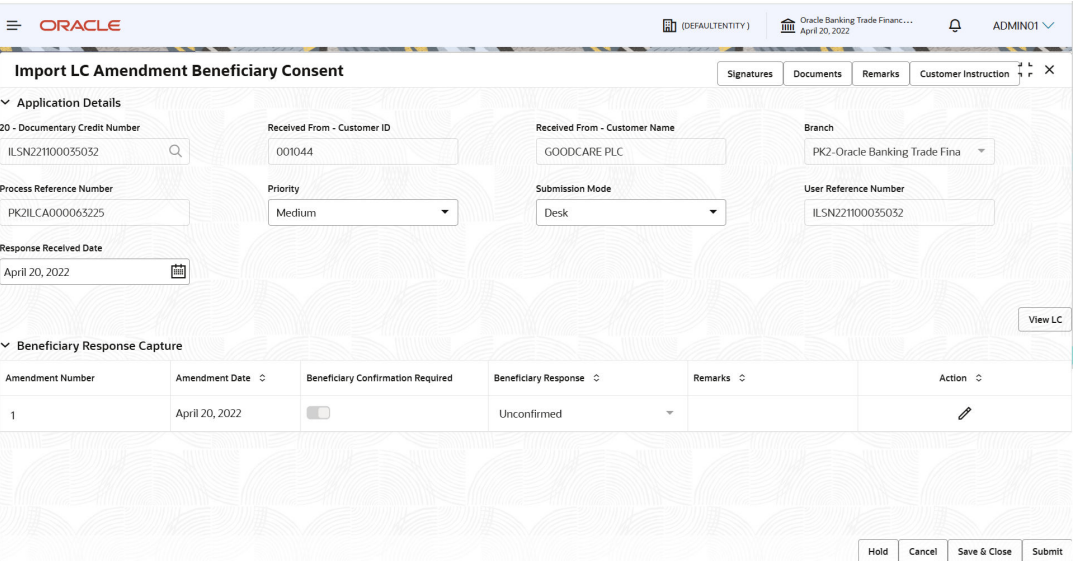 ORACLE
(DEFAULTENTITY )
Oracle Banking Trade Financ...
April 20, 2022
ADMIN01
Import LC Amendment Beneficiary Consent
Signatures Documents Remarks Customer Instruction
Application Details
20 - Documentary Credit Number Received From - Customer ID Received From - Customer Name Branch
ILSN221100035032 001044 GOODCARE PLC PK2-Oracle Banking Trade Fina
Process Reference Number Priority Submission Mode User Reference Number
PK2ILCA000063225 Medium Desk ILSN221100035032
Response Received Date
April 20, 2022
View LC
Beneficiary Response Capture
Amendment Number Amendment Date Beneficiary Confirmation Required Beneficiary Response Remarks Action
1 April 20, 2022 Unconfirmed
Hold Cancel Save & Close Submit